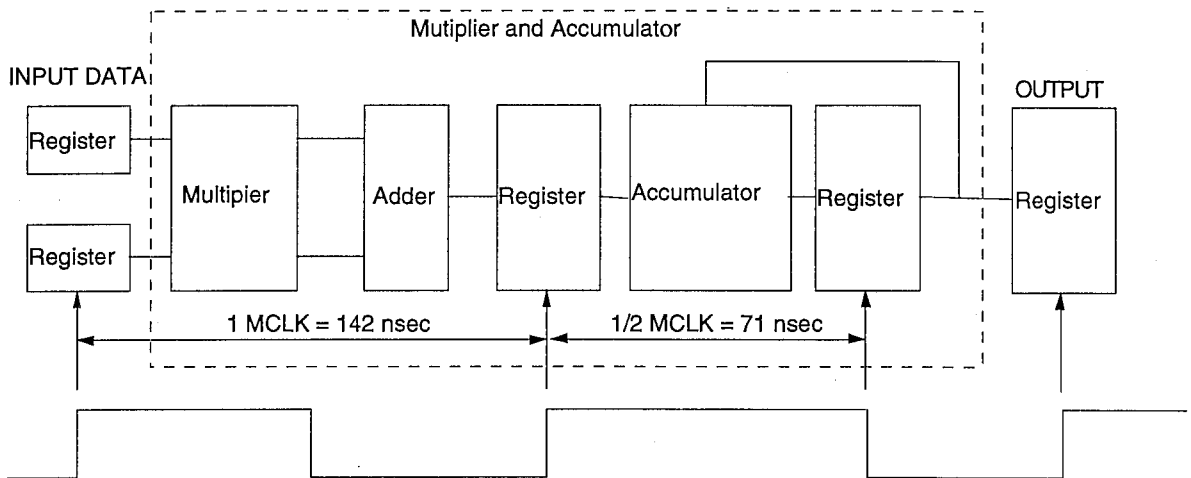 Mutiplier and Accumulator
INPUT DATA
OUTPUT
Register
Register
Multipier
Adder
Register
Accumulator
Register
Register
1 MCLK = 142 nsec
1/2 MCLK = 71 nsec